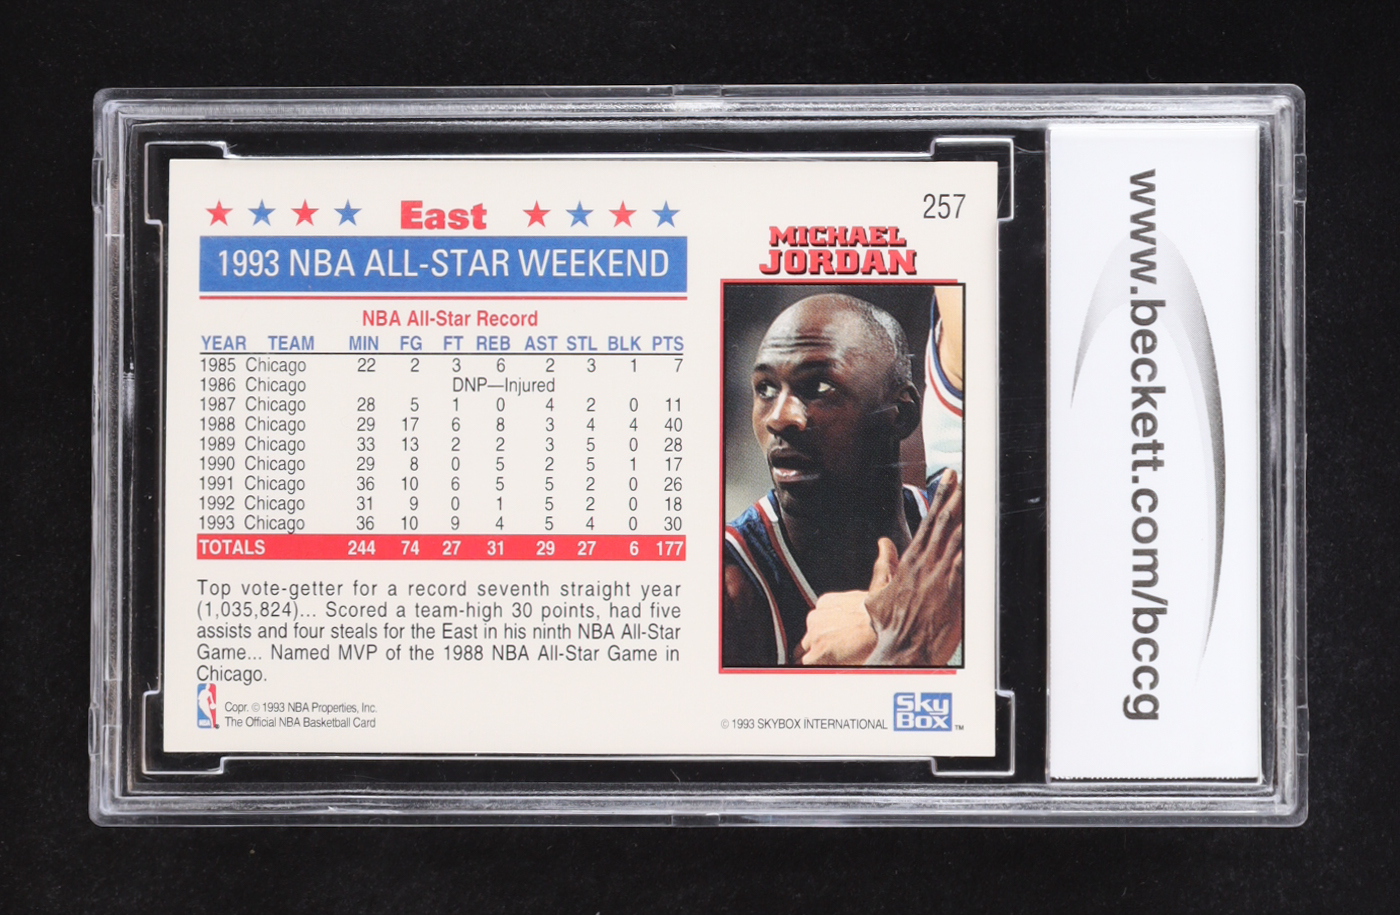 East
257
1993 NBA ALL-STAR WEEKEND
MICHAEL
JORDAN
NBA All-Star Record
YEAR TEAM MIN FG FT REB AST STL BLK PTS
1985 Chicago 22 2 3 6 2 3 1 7
1986 Chicago DNP—Injured
1987 Chicago 28 5 1 0 4 2 0 11
1988 Chicago 29 17 6 8 3 4 4 40
1989 Chicago 33 13 2 2 3 5 0 28
1990 Chicago 29 8 0 5 2 5 1 17
1991 Chicago 36 10 6 5 5 2 0 26
1992 Chicago 31 9 0 1 5 2 0 18
1993 Chicago 36 10 9 4 5 4 0 30
TOTALS 244 74 27 31 29 27 6 177
Top vote-getter for a record seventh straight year
(1,035,824)... Scored a team-high 30 points, had five
assists and four steals for the East in his ninth NBA All-Star
Game... Named MVP of the 1988 NBA All-Star Game in
Chicago.
Copr. © 1993 NBA Properties, Inc.
The Official NBA Basketball Card
© 1993 SKYBOX INTERNATIONAL
Sky
Box ™
www.beckett.com/bccg